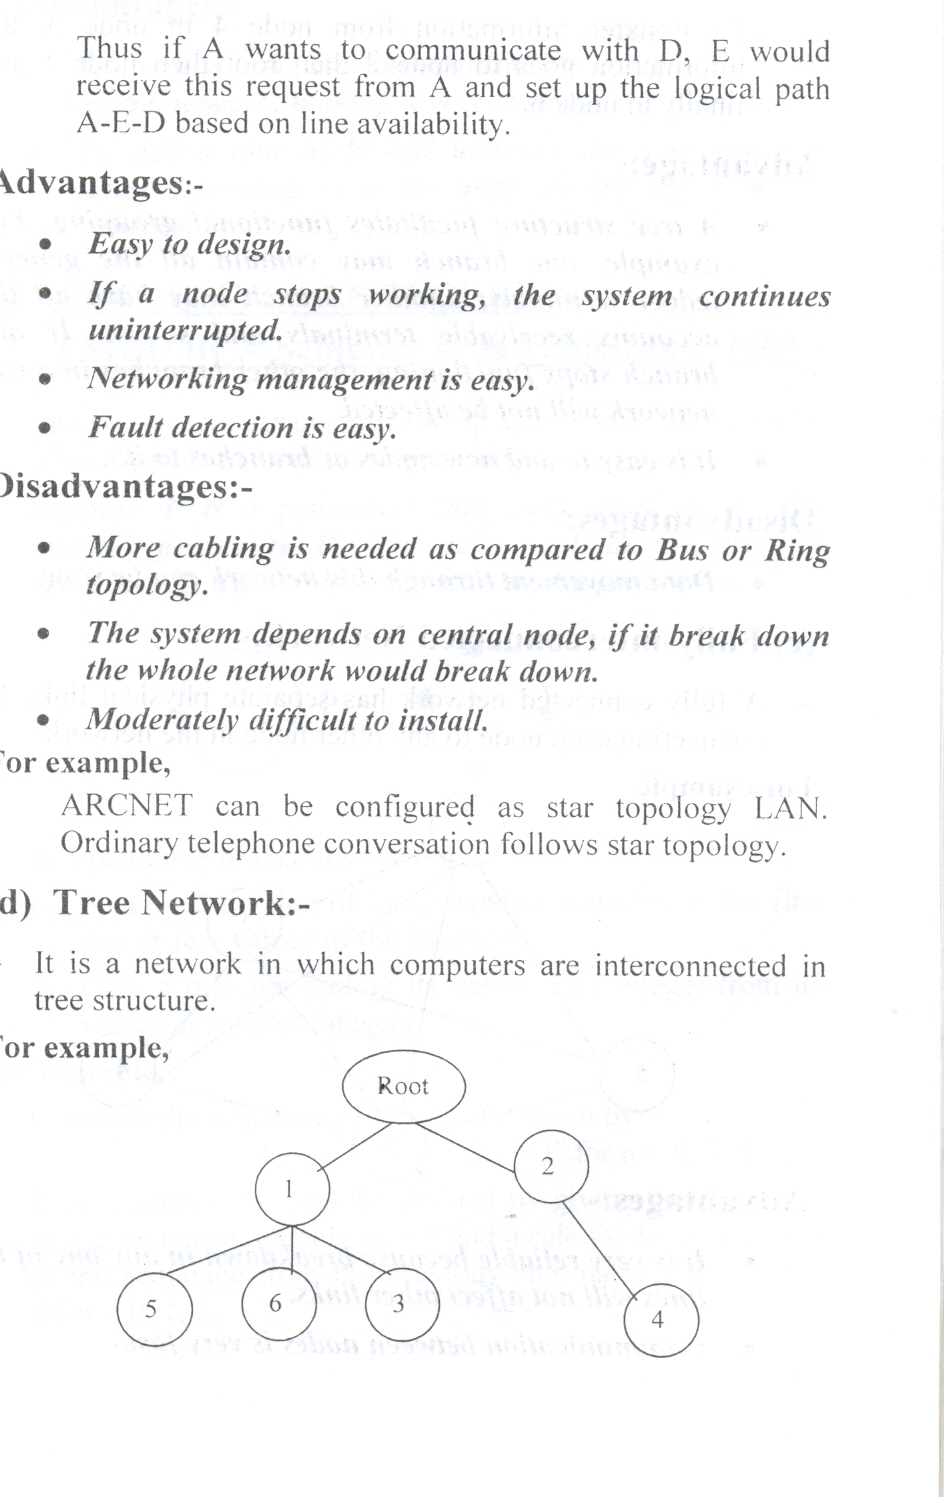 Thus if A wants to communicate with D, E would
receive this request from A and set up the logical path
A-E-D based on line availability.
Advantages:-
• Easy to design.
• If a node stops working, the system continues
uninterrupted.
• Networking management is easy.
• Fault detection is easy.
Disadvantages:-
• More cabling is needed as compared to Bus or Ring
topology.
• The system depends on central node, if it break down
the whole network would break down.
• Moderately difficult to install.
For example,
ARCNET can be configured as star topology LAN.
Ordinary telephone conversation follows star topology.
d) Tree Network:-
- It is a network in which computers are interconnected in
tree structure.
For example,
Root
1
2
5
6
3
4